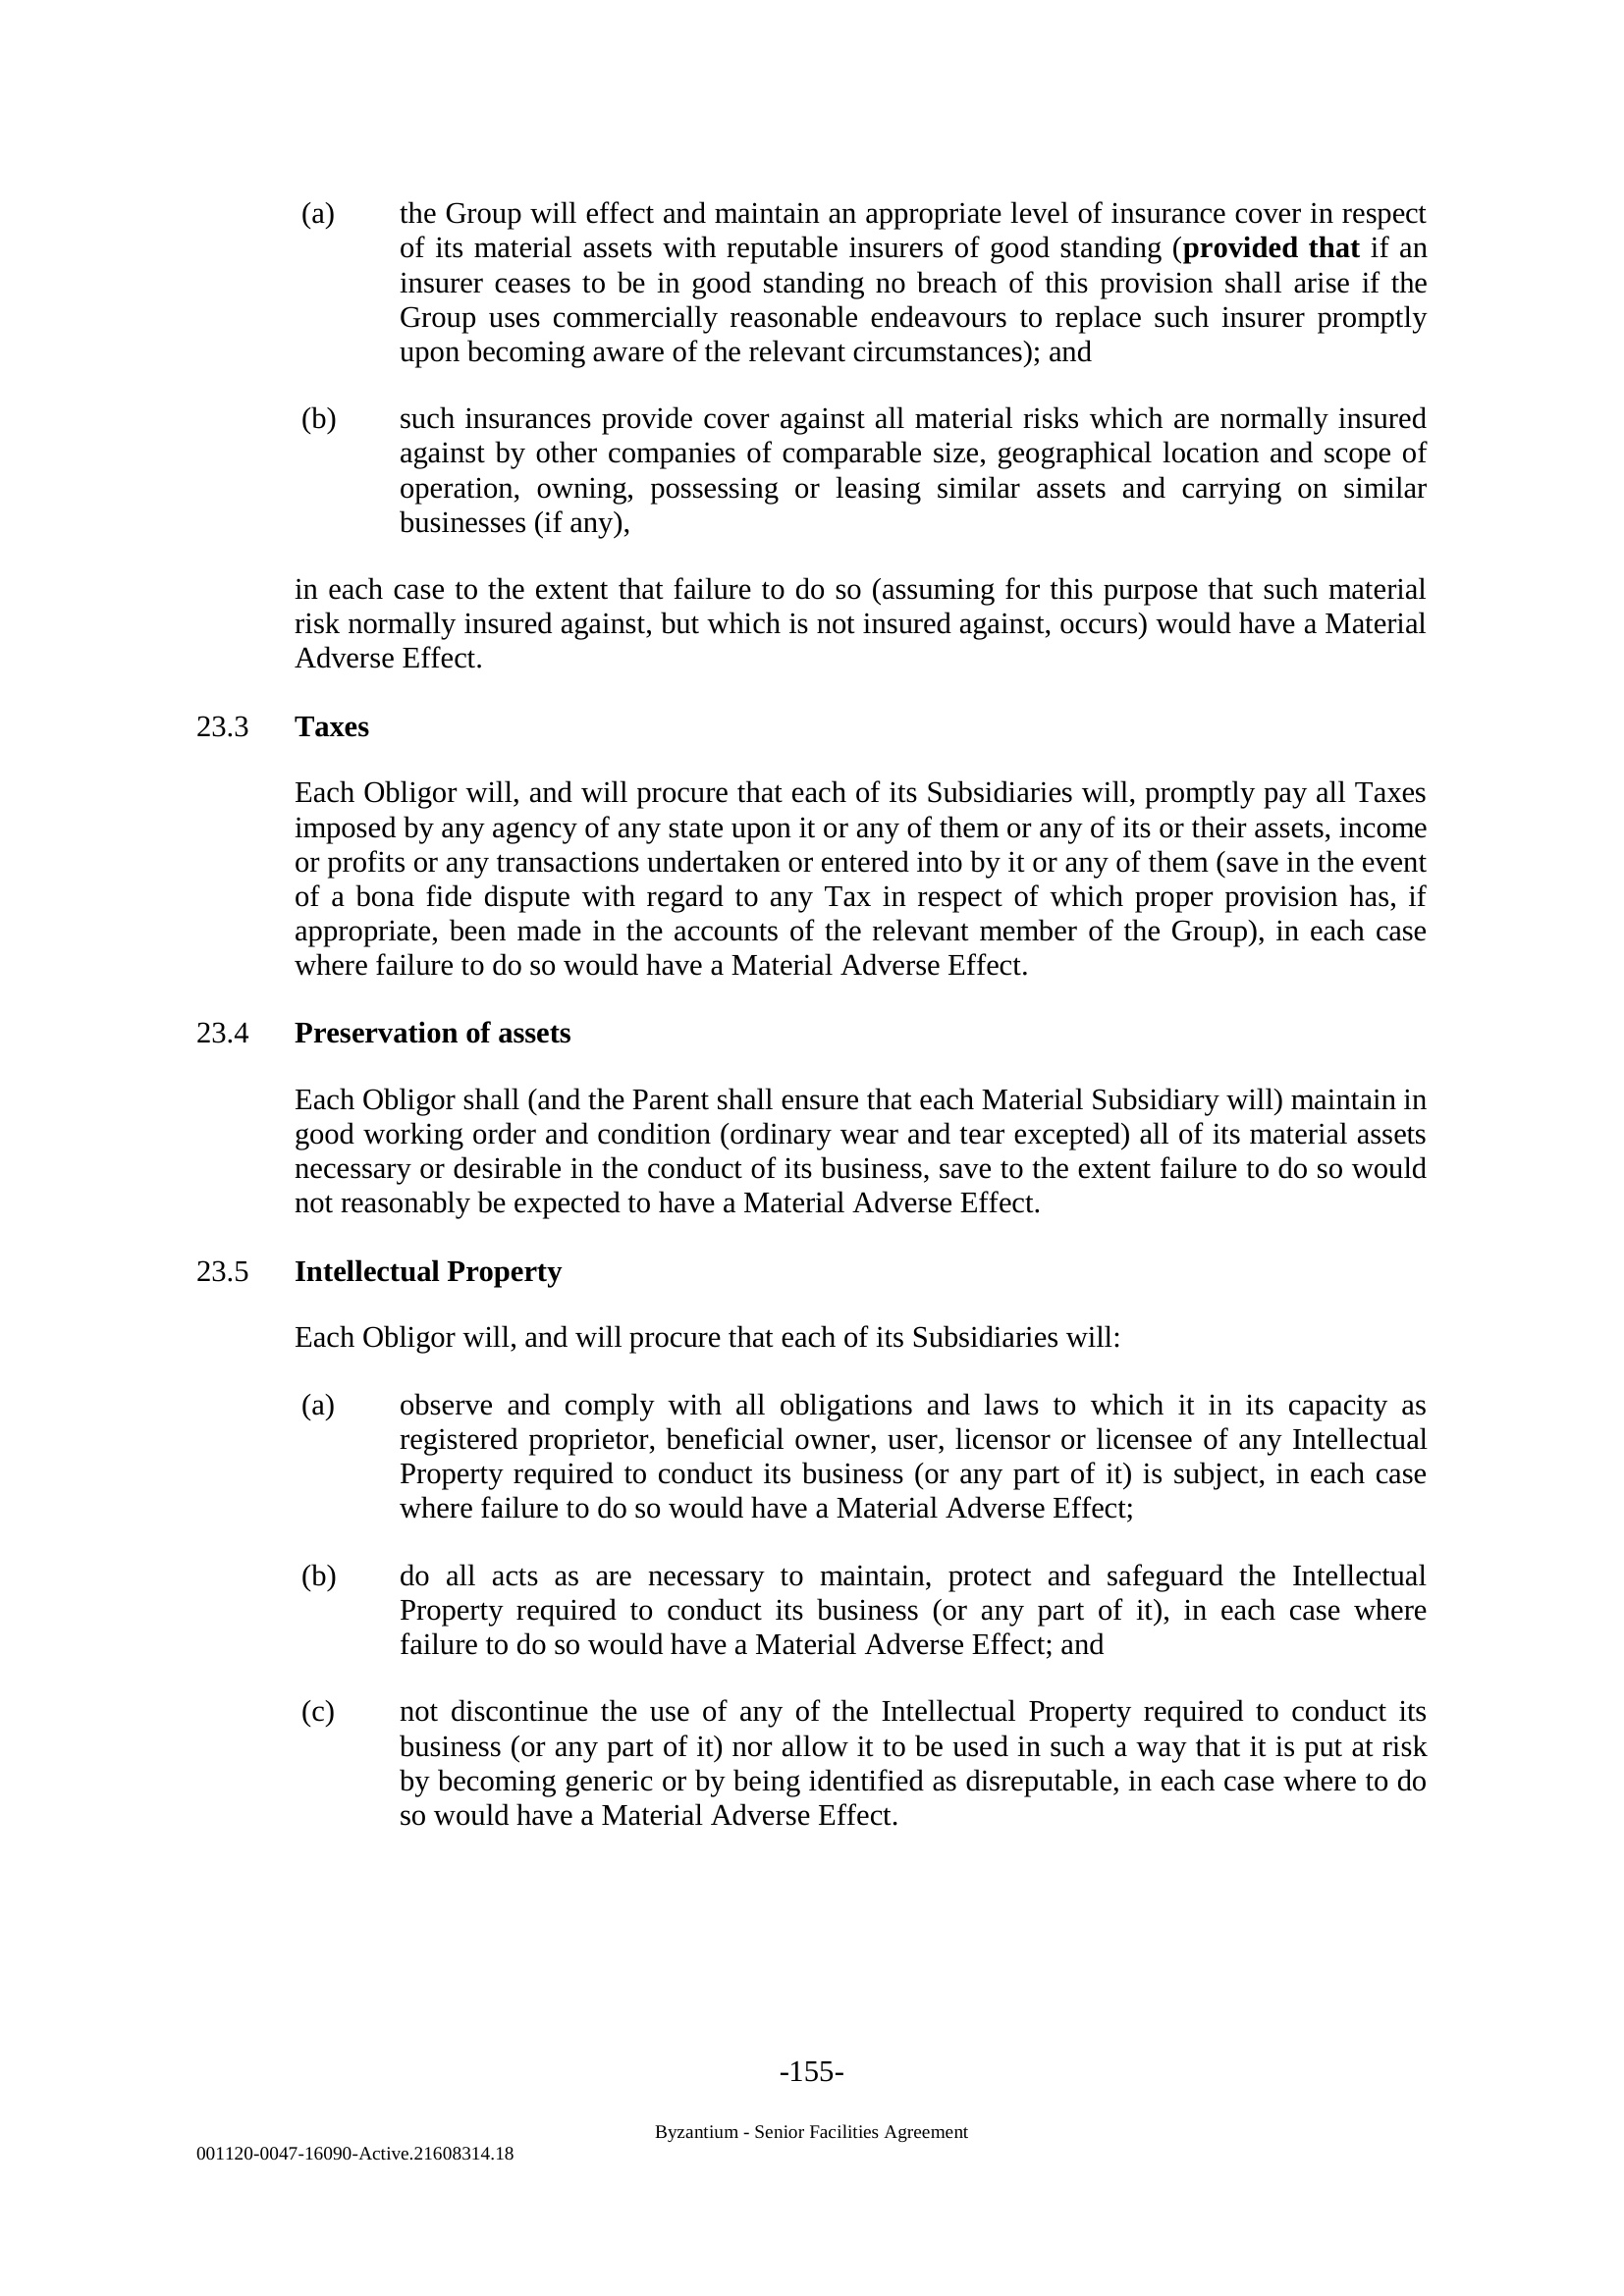 (a) the Group will effect and maintain an appropriate level of insurance cover in respect
of its material assets with reputable insurers of good standing (provided that if an
insurer ceases to be in good standing no breach of this provision shall arise if the
Group uses commercially reasonable endeavours to replace such insurer promptly
upon becoming aware of the relevant circumstances); and
(b) such insurances provide cover against all material risks which are normally insured
against by other companies of comparable size, geographical location and scope of
operation, owning, possessing or leasing similar assets and carrying on similar
businesses (if any),
in each case to the extent that failure to do so (assuming for this purpose that such material
risk normally insured against, but which is not insured against, occurs) would have a Material
Adverse Effect.
23.3 Taxes
Each Obligor will, and will procure that each of its Subsidiaries will, promptly pay all Taxes
imposed by any agency of any state upon it or any of them or any of its or their assets, income
or profits or any transactions undertaken or entered into by it or any of them (save in the event
of a bona fide dispute with regard to any Tax in respect of which proper provision has, if
appropriate, been made in the accounts of the relevant member of the Group), in each case
where failure to do so would have a Material Adverse Effect.
23.4 Preservation of assets
Each Obligor shall (and the Parent shall ensure that each Material Subsidiary will) maintain in
good working order and condition (ordinary wear and tear excepted) all of its material assets
necessary or desirable in the conduct of its business, save to the extent failure to do so would
not reasonably be expected to have a Material Adverse Effect.
23.5 Intellectual Property
Each Obligor will, and will procure that each of its Subsidiaries will:
(a) observe and comply with all obligations and laws to which it in its capacity as
registered proprietor, beneficial owner, user, licensor or licensee of any Intellectual
Property required to conduct its business (or any part of it) is subject, in each case
where failure to do so would have a Material Adverse Effect;
(b) do all acts as are necessary to maintain, protect and safeguard the Intellectual
Property required to conduct its business (or any part of it), in each case where
failure to do so would have a Material Adverse Effect; and
(c) not discontinue the use of any of the Intellectual Property required to conduct its
business (or any part of it) nor allow it to be used in such a way that it is put at risk
by becoming generic or by being identified as disreputable, in each case where to do
so would have a Material Adverse Effect.
-155-
Byzantium - Senior Facilities Agreement
001120-0047-16090-Active.21608314.18